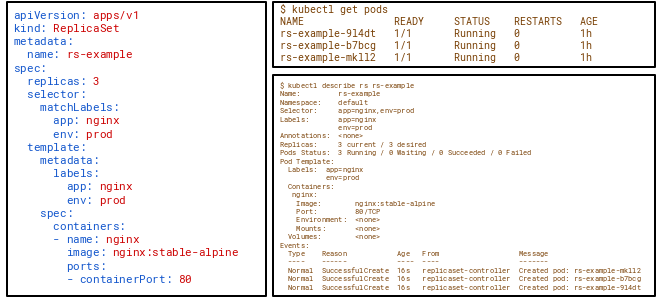 apiVersion: apps/v1
kind: ReplicaSet
metadata:
  name: rs-example
spec:
  replicas: 3
  selector:
    matchLabels:
      app: nginx
      env: prod
  template:
    metadata:
      labels:
        app: nginx
        env: prod
    spec:
      containers:
      - name: nginx
        image: nginx:stable-alpine
        ports:
        - containerPort: 80
$ kubectl get pods
NAME               READY     STATUS    RESTARTS   AGE
rs-example-9l4dt   1/1       Running   0          1h
rs-example-b7bcg   1/1       Running   0          1h
rs-example-mkll2   1/1       Running   0          1h
$ kubectl describe rs rs-example
Name:         rs-example
Namespace:    default
Selector:     app=nginx,env=prod
Labels:       app=nginx
              env=prod
Annotations:  <none>
Replicas:     3 current / 3 desired
Pods Status:  3 Running / 0 Waiting / 0 Succeeded / 0 Failed
Pod Template:
  Labels:  app=nginx
           env=prod
  Containers:
   nginx:
    Image:        nginx:stable-alpine
    Port:         80/TCP
    Environment:  <none>
    Mounts:       <none>
  Volumes:        <none>
Events:
  Type    Reason            Age   From                   Message
  ----    ------            ----  ----                   -------
  Normal  SuccessfulCreate  16s   replicaset-controller  Created pod: rs-example-mkll2
  Normal  SuccessfulCreate  16s   replicaset-controller  Created pod: rs-example-b7bcg
  Normal  SuccessfulCreate  16s   replicaset-controller  Created pod: rs-example-9l4dt